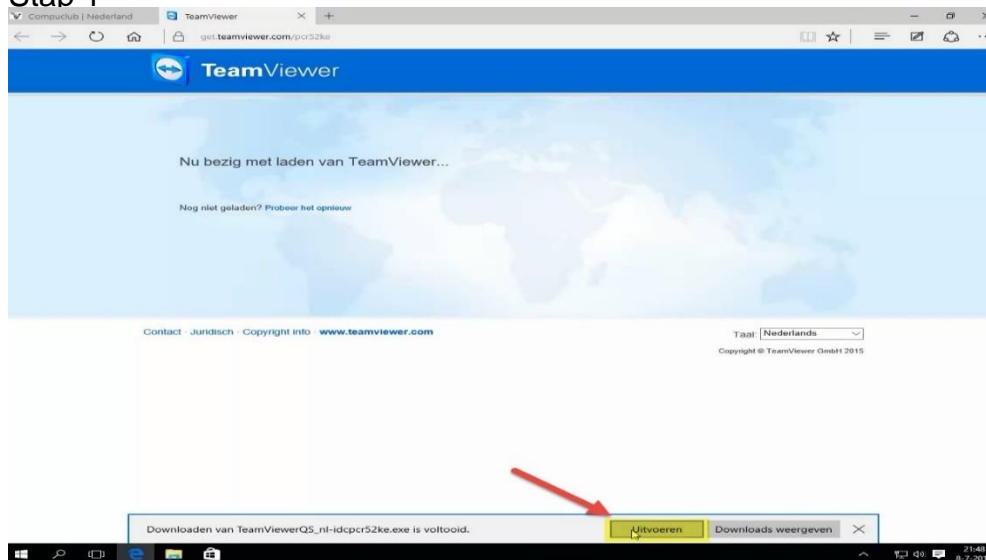 Stap 1
Compuclub | Nederland
TeamViewer
get.teamviewer.com/pcr52ke
TeamViewer
Nu bezig met laden van TeamViewer...
Nog niet geladen? Probeer het opnieuw
Contact · Juridisch · Copyright info · www.teamviewer.com
Taal: Nederlands
Copyright © TeamViewer GmbH 2015
Downloaden van TeamViewerQS_nl-idcpcr52ke.exe is voltooid.
Uitvoeren
Downloads weergeven
21:48